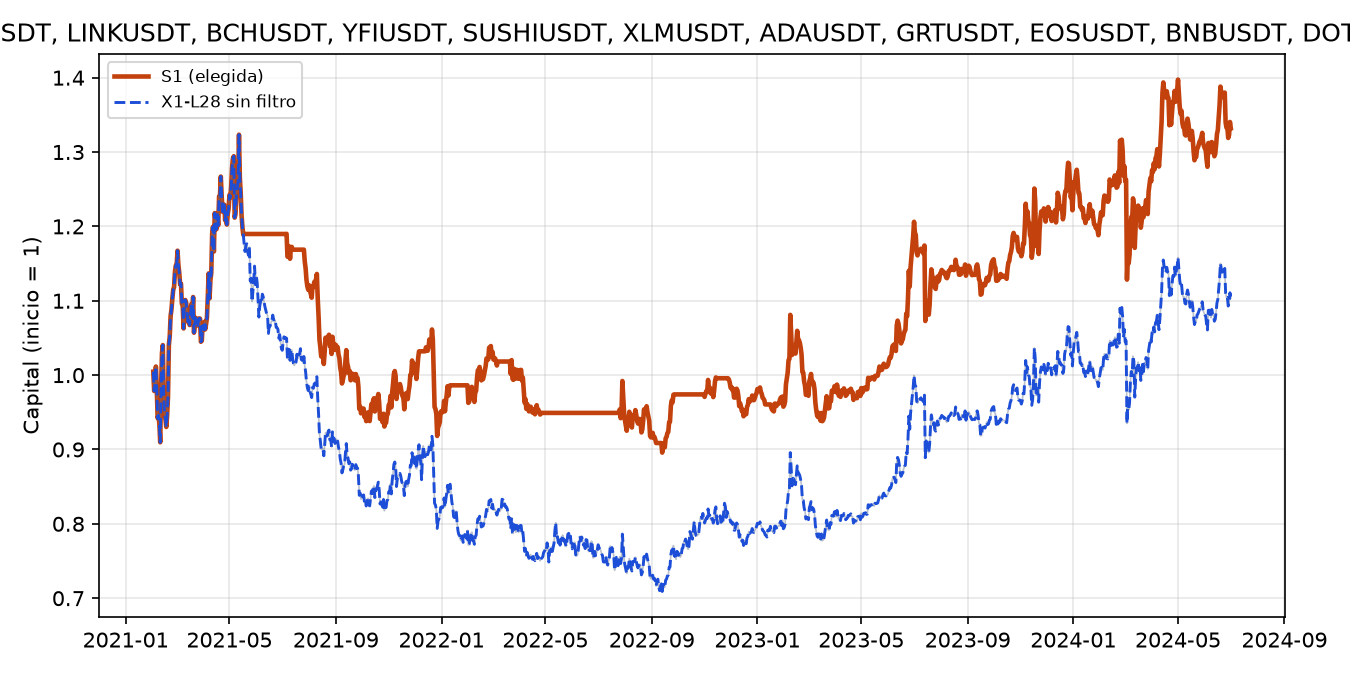 SDT, LINKUSDT, BCHUSDT, YFIUSDT, SUSHIUSDT, XLMUSDT, ADAUSDT, GRTUSDT, EOSUSDT, BNBUSDT, DOT
S1 (elegida)
X1-L28 sin filtro
Capital (inicio = 1)
1.4
1.3
1.2
1.1
1.0
0.9
0.8
0.7
2021-01 2021-05 2021-09 2022-01 2022-05 2022-09 2023-01 2023-05 2023-09 2024-01 2024-05 2024-09